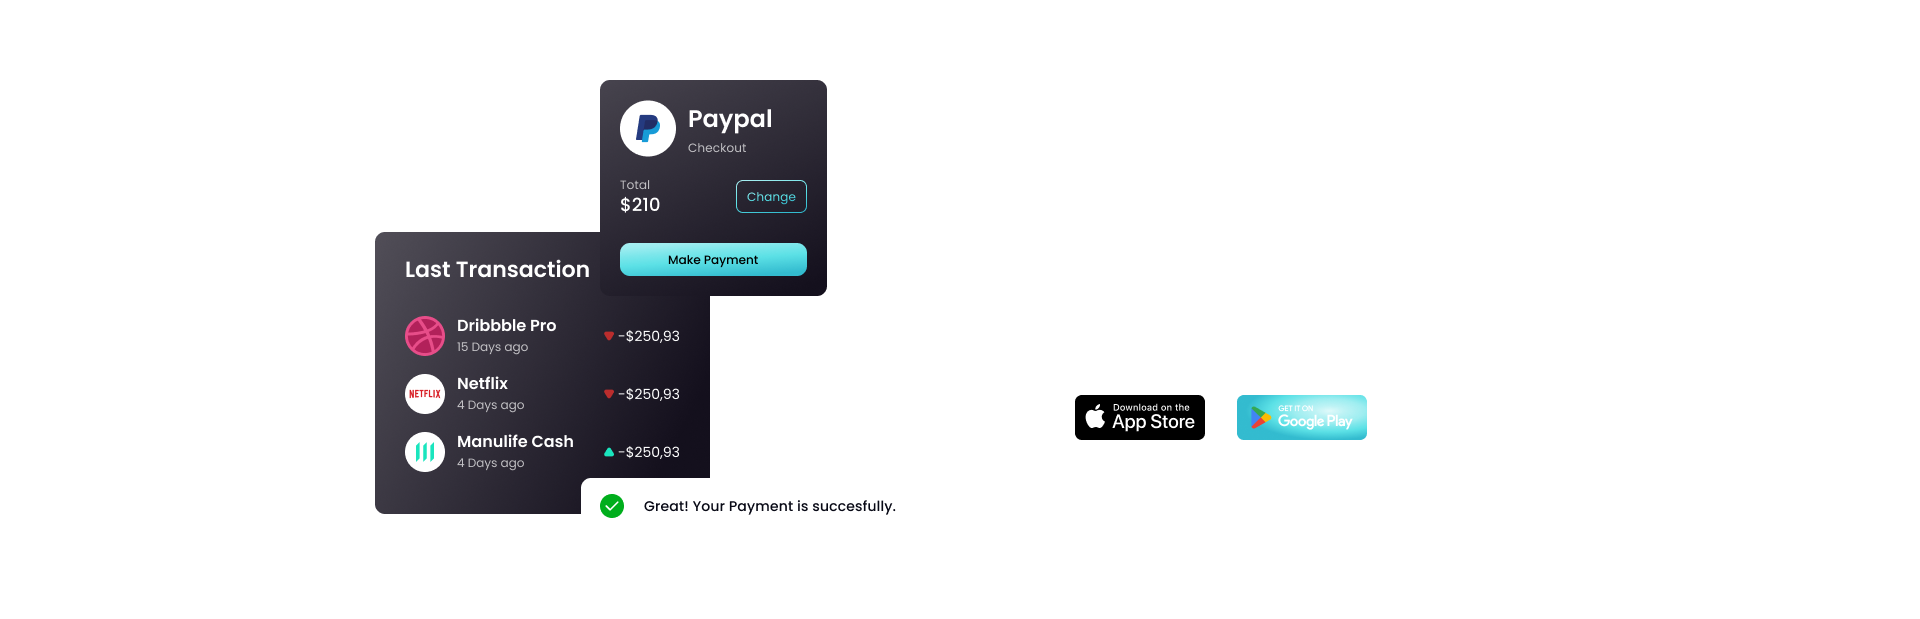 Paypal
Checkout
Total
$210
Change
Make Payment
Last Transaction
Dribbble Pro
15 Days ago
-$250,93
NETFLIX
Netflix
4 Days ago
-$250,93
Manulife Cash
4 Days ago
-$250,93
Great! Your Payment is succesfully.
Download on the
App Store
GET IT ON
Google Play